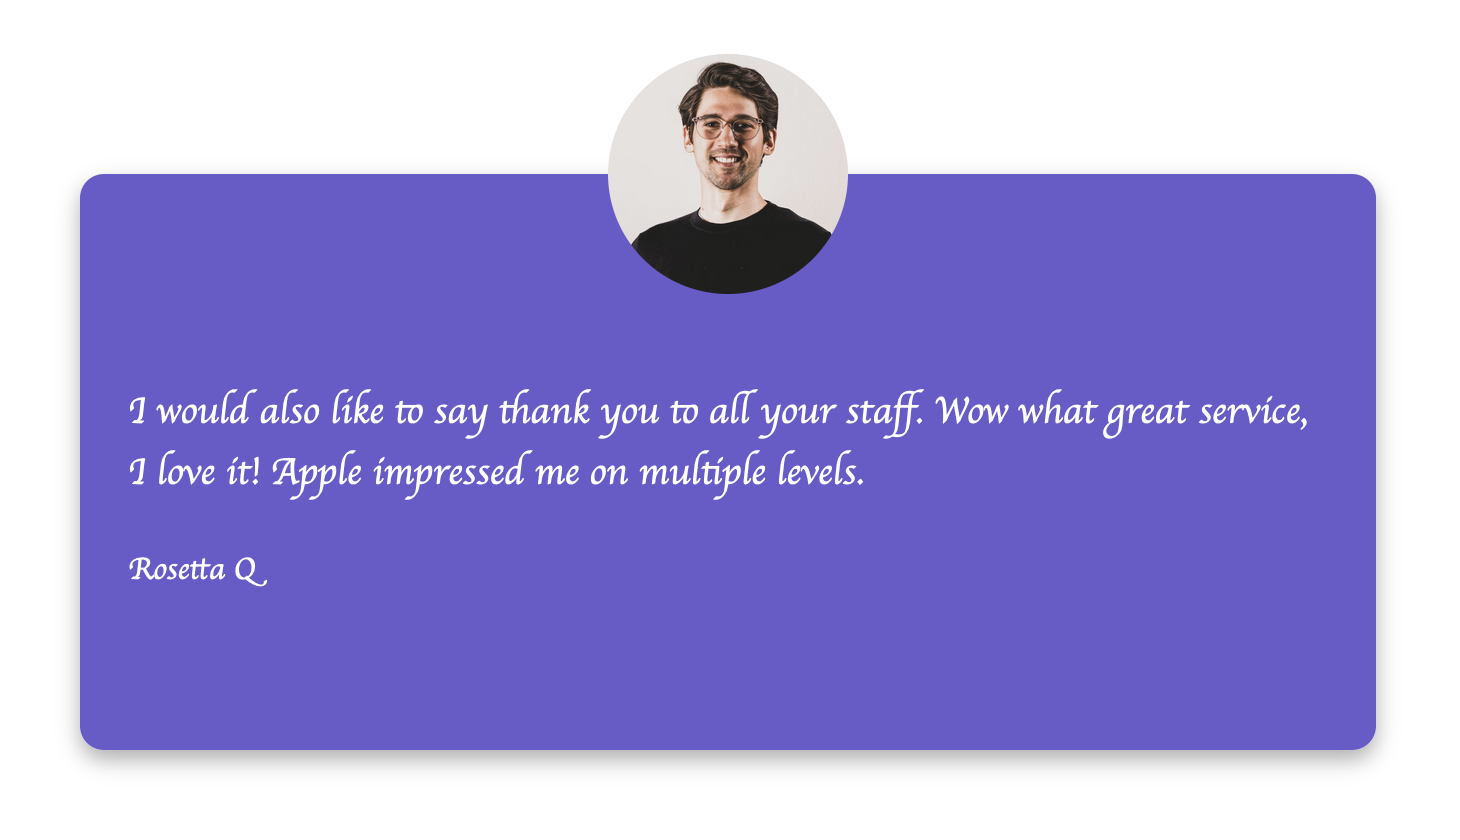 I would also like to say thank you to all your staff. Wow what great service,
I love it! Apple impressed me on multiple levels.
Rosetta Q